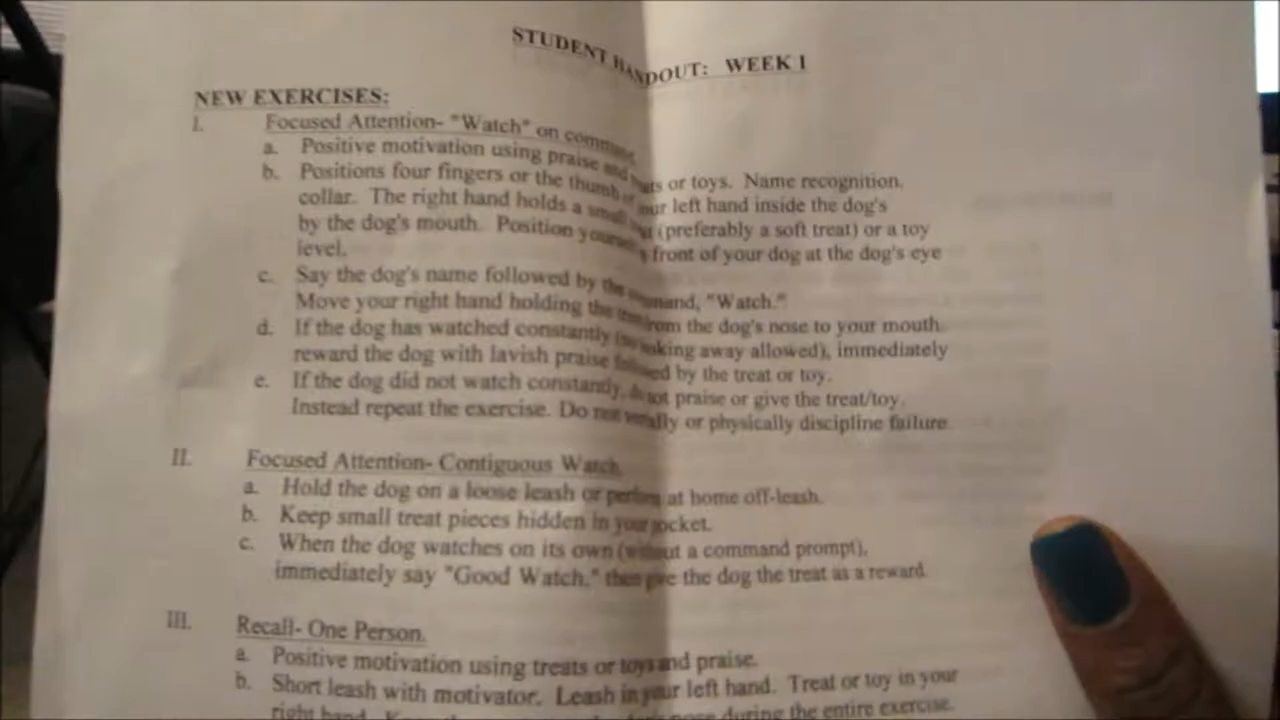 STUDENT HANDOUT: WEEK 1
NEW EXERCISES:
I. Focused Attention- "Watch" on command
a. Positive motivation using praise and treats or toys. Name recognition.
b. Positions four fingers or the thumb of your left hand inside the dog's
collar. The right hand holds a small treat (preferably a soft treat) or a toy
by the dog's mouth. Position yourself in front of your dog at the dog's eye
level.
c. Say the dog's name followed by the command, "Watch."
Move your right hand holding the treat from the dog's nose to your mouth.
d. If the dog has watched constantly (no looking away allowed), immediately
reward the dog with lavish praise followed by the treat or toy.
e. If the dog did not watch constantly, do not praise or give the treat/toy.
Instead repeat the exercise. Do not verbally or physically discipline failure.
II. Focused Attention- Contiguous Watch.
a. Hold the dog on a loose leash or perform at home off-leash.
b. Keep small treat pieces hidden in your pocket.
c. When the dog watches on its own (without a command prompt),
immediately say "Good Watch," then give the dog the treat as a reward.
III. Recall- One Person.
a. Positive motivation using treats or toys and praise.
b. Short leash with motivator. Leash in your left hand. Treat or toy in your
right hand. Keep the nose during the entire exercise.